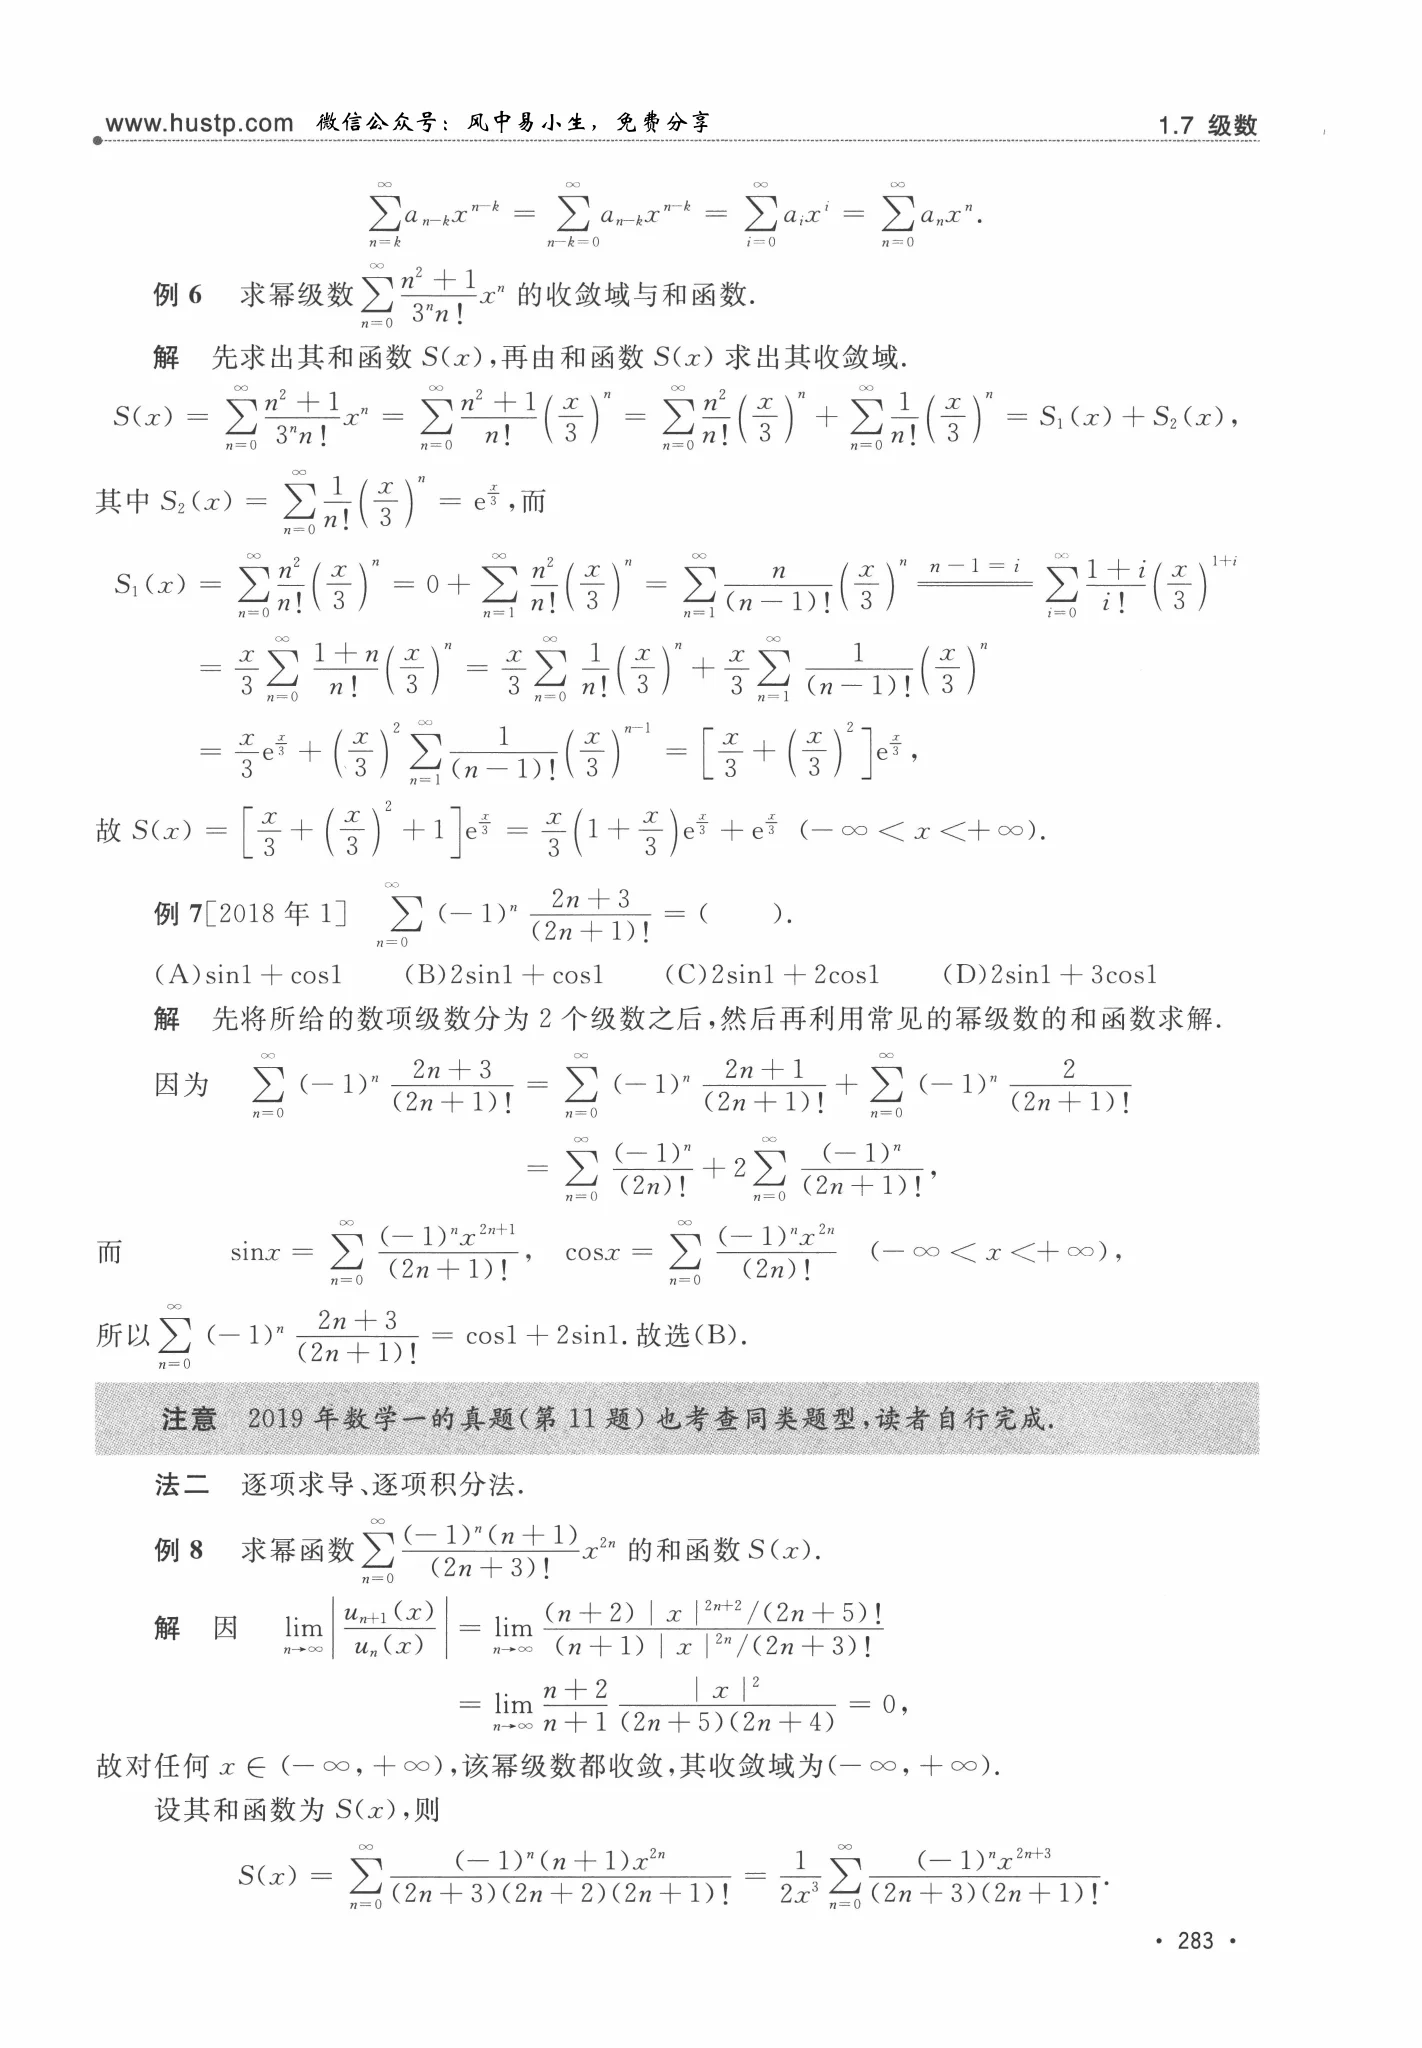 www.hustp.com 微信公众号：风中易小生，免费分享 1.7 级数
$\sum_{n=k}^{\infty} a_{n-k}x^{n-k} = \sum_{n-k=0}^{\infty} a_{n-k}x^{n-k} = \sum_{i=0}^{\infty} a_i x^i = \sum_{n=0}^{\infty} a_n x^n.$
例 6 求幂级数 $\sum_{n=0}^{\infty} \frac{n^2+1}{3^n n!}x^n$ 的收敛域与和函数.
解 先求出其和函数 S(x),再由和函数 S(x) 求出其收敛域.
$S(x) = \sum_{n=0}^{\infty} \frac{n^2+1}{3^n n!}x^n = \sum_{n=0}^{\infty} \frac{n^2+1}{n!}\left(\frac{x}{3}\right)^n = \sum_{n=0}^{\infty} \frac{n^2}{n!}\left(\frac{x}{3}\right)^n + \sum_{n=0}^{\infty} \frac{1}{n!}\left(\frac{x}{3}\right)^n = S_1(x) + S_2(x),$
其中 $S_2(x) = \sum_{n=0}^{\infty} \frac{1}{n!}\left(\frac{x}{3}\right)^n = e^{\frac{x}{3}}$,而
$S_1(x) = \sum_{n=0}^{\infty} \frac{n^2}{n!}\left(\frac{x}{3}\right)^n = 0 + \sum_{n=1}^{\infty} \frac{n^2}{n!}\left(\frac{x}{3}\right)^n = \sum_{n=1}^{\infty} \frac{n}{(n-1)!}\left(\frac{x}{3}\right)^n \overset{n-1=i}{=} \sum_{i=0}^{\infty} \frac{1+i}{i!}\left(\frac{x}{3}\right)^{1+i}$
$= \frac{x}{3}\sum_{n=0}^{\infty} \frac{1+n}{n!}\left(\frac{x}{3}\right)^n = \frac{x}{3}\sum_{n=0}^{\infty} \frac{1}{n!}\left(\frac{x}{3}\right)^n + \frac{x}{3}\sum_{n=1}^{\infty} \frac{1}{(n-1)!}\left(\frac{x}{3}\right)^n$
$= \frac{x}{3}e^{\frac{x}{3}} + \left(\frac{x}{3}\right)^2 \sum_{n=1}^{\infty} \frac{1}{(n-1)!}\left(\frac{x}{3}\right)^{n-1} = \left[\frac{x}{3} + \left(\frac{x}{3}\right)^2\right]e^{\frac{x}{3}},$
故 $S(x) = \left[\frac{x}{3} + \left(\frac{x}{3}\right)^2 + 1\right]e^{\frac{x}{3}} = \frac{x}{3}\left(1 + \frac{x}{3}\right)e^{\frac{x}{3}} + e^{\frac{x}{3}} \ (-\infty < x < +\infty).$
例 7[2018 年 1] $\sum_{n=0}^{\infty} (-1)^n \frac{2n+3}{(2n+1)!} = ($ $).$
(A)sin1 + cos1 (B)2sin1 + cos1 (C)2sin1 + 2cos1 (D)2sin1 + 3cos1
解 先将所给的数项级数分为 2 个级数之后,然后再利用常见的幂级数的和函数求解.
因为 $\sum_{n=0}^{\infty} (-1)^n \frac{2n+3}{(2n+1)!} = \sum_{n=0}^{\infty} (-1)^n \frac{2n+1}{(2n+1)!} + \sum_{n=0}^{\infty} (-1)^n \frac{2}{(2n+1)!}$
$= \sum_{n=0}^{\infty} \frac{(-1)^n}{(2n)!} + 2\sum_{n=0}^{\infty} \frac{(-1)^n}{(2n+1)!},$
而 $\sin x = \sum_{n=0}^{\infty} \frac{(-1)^n x^{2n+1}}{(2n+1)!}, \cos x = \sum_{n=0}^{\infty} \frac{(-1)^n x^{2n}}{(2n)!} \ (-\infty < x < +\infty),$
所以 $\sum_{n=0}^{\infty} (-1)^n \frac{2n+3}{(2n+1)!} = \cos 1 + 2\sin 1.$故选(B).
注意 2019 年数学一的真题(第 11 题)也考查同类题型,读者自行完成.
法二 逐项求导、逐项积分法.
例 8 求幂函数 $\sum_{n=0}^{\infty} \frac{(-1)^n(n+1)}{(2n+3)!}x^{2n}$ 的和函数 S(x).
解 因 $\lim_{n\to\infty}\left|\frac{u_{n+1}(x)}{u_n(x)}\right| = \lim_{n\to\infty} \frac{(n+2)|x|^{2n+2}/(2n+5)!}{(n+1)|x|^{2n}/(2n+3)!}$
$= \lim_{n\to\infty} \frac{n+2}{n+1} \frac{|x|^2}{(2n+5)(2n+4)} = 0,$
故对任何 $x \in (-\infty, +\infty)$,该幂级数都收敛,其收敛域为$(-\infty, +\infty)$.
设其和函数为 S(x),则
$S(x) = \sum_{n=0}^{\infty} \frac{(-1)^n(n+1)x^{2n}}{(2n+3)(2n+2)(2n+1)!} = \frac{1}{2x^3}\sum_{n=0}^{\infty} \frac{(-1)^n x^{2n+3}}{(2n+3)(2n+1)!}.$
· 283 ·